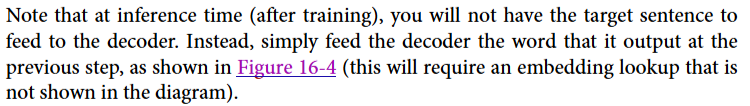 Note that at inference time (after training), you will not have the target sentence to
feed to the decoder. Instead, simply feed the decoder the word that it output at the
previous step, as shown in Figure 16-4 (this will require an embedding lookup that is
not shown in the diagram).